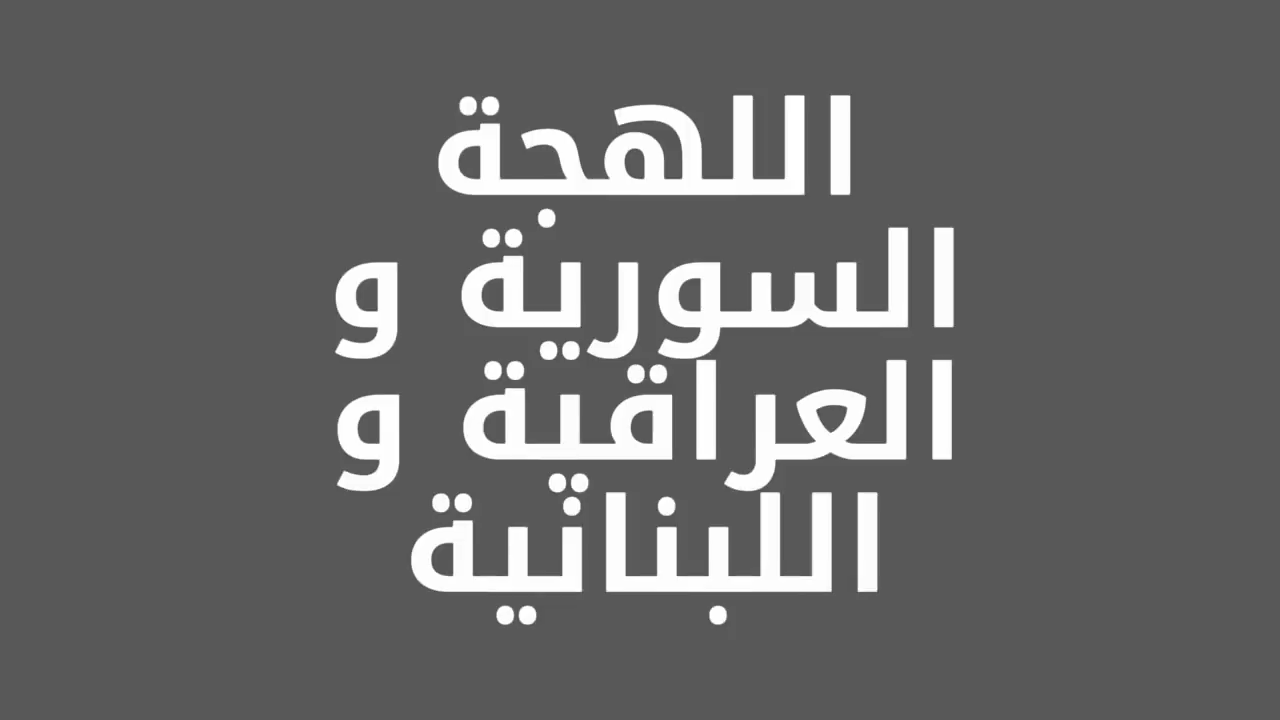 اللهجة
السورية و
العراقية و
اللبنانية